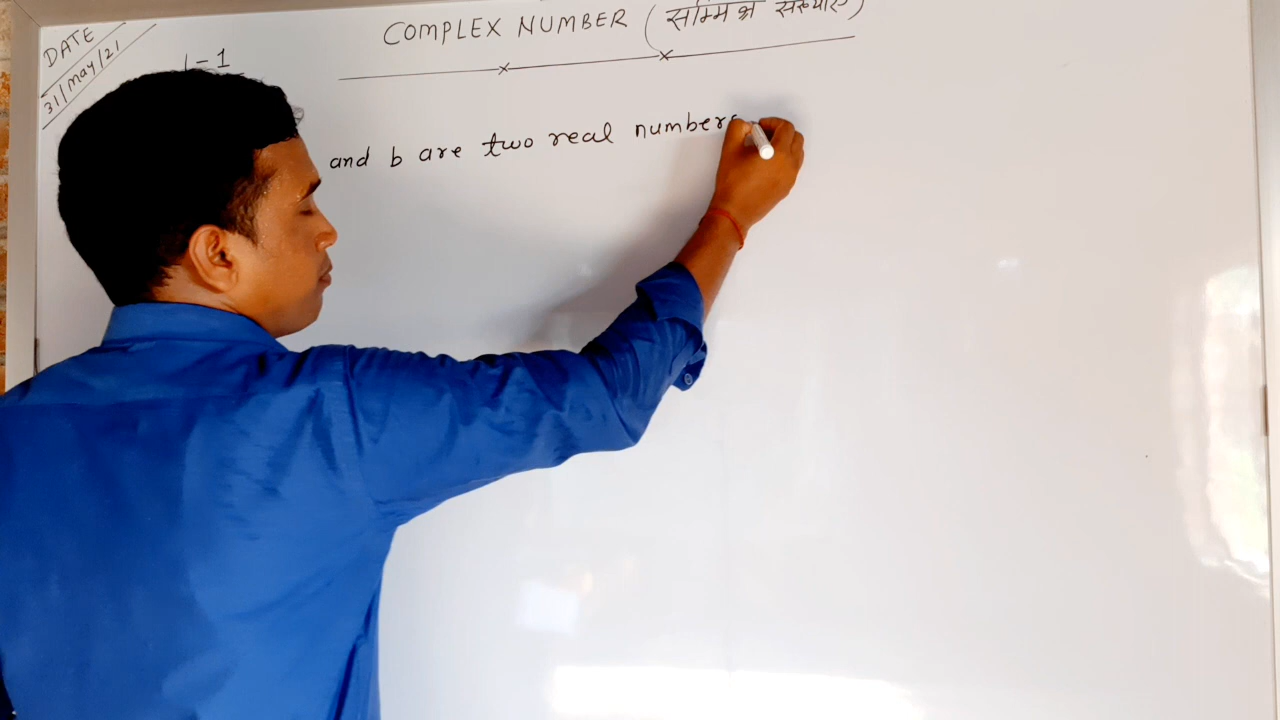 DATE
31/May/21
COMPLEX NUMBER (सम्मिश्र संख्याएँ)
L-1
and b are two real numbers